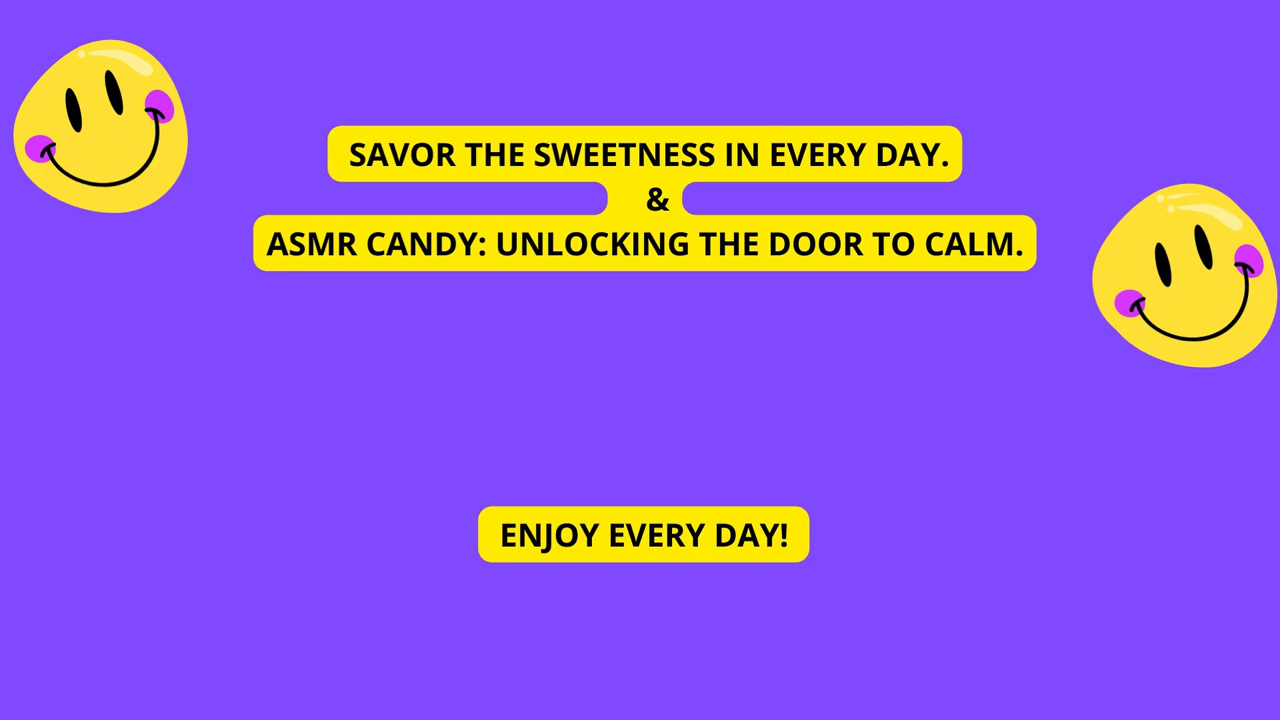 SAVOR THE SWEETNESS IN EVERY DAY.
&
ASMR CANDY: UNLOCKING THE DOOR TO CALM.
ENJOY EVERY DAY!